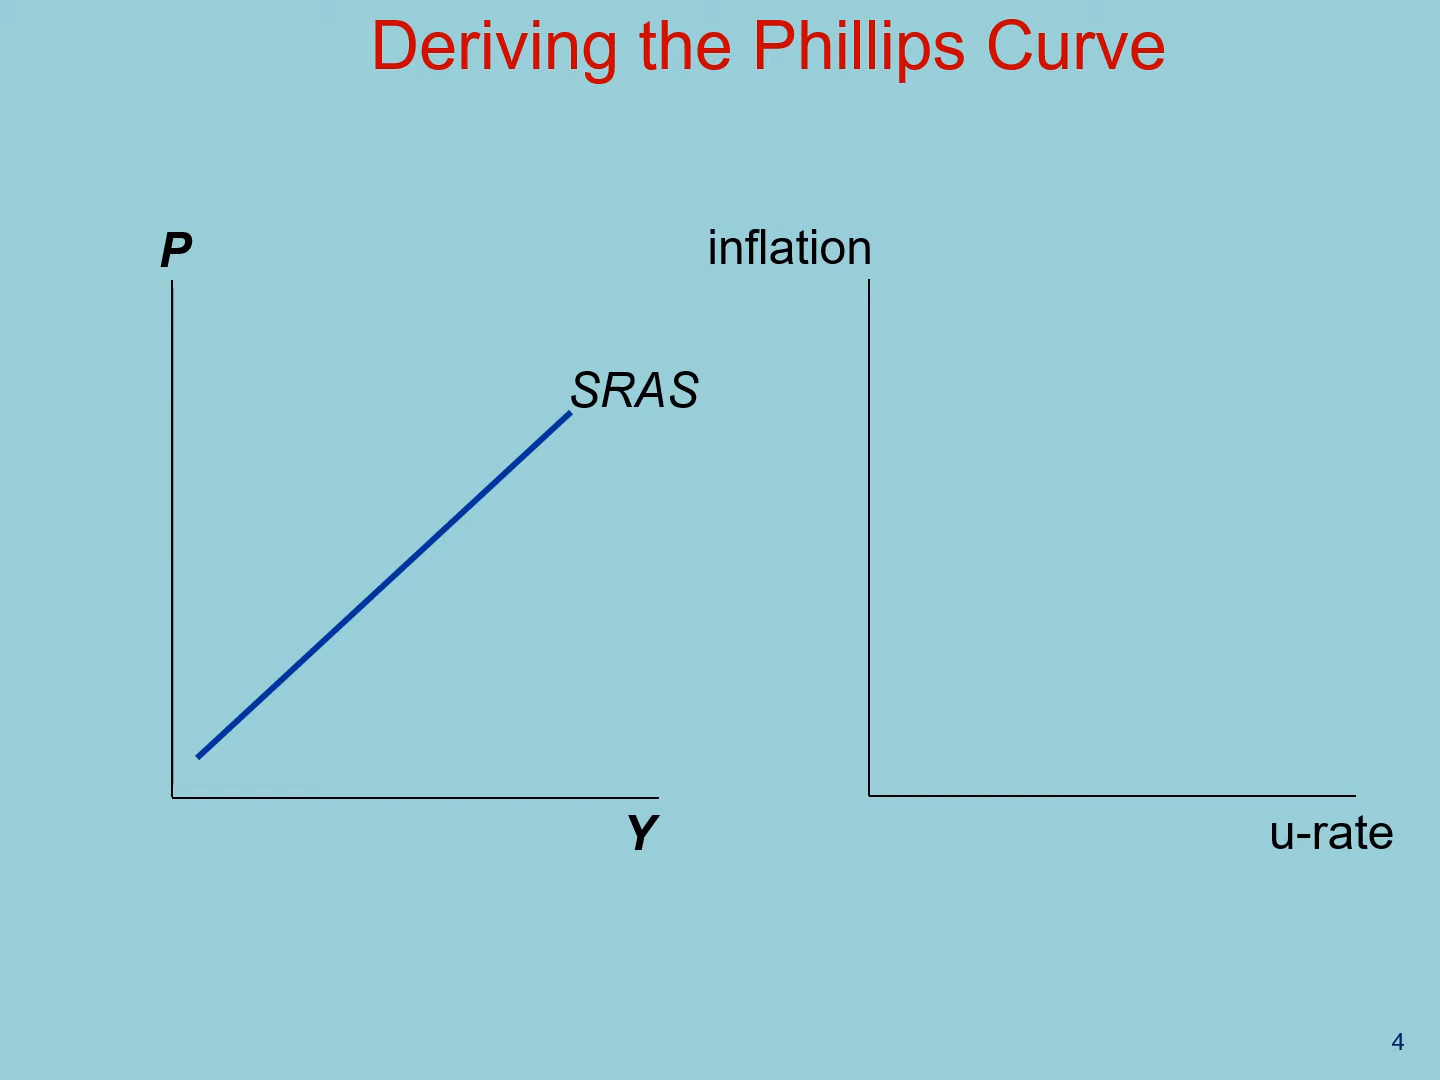 Deriving the Phillips Curve
P
inflation
SRAS
Y
u-rate
4